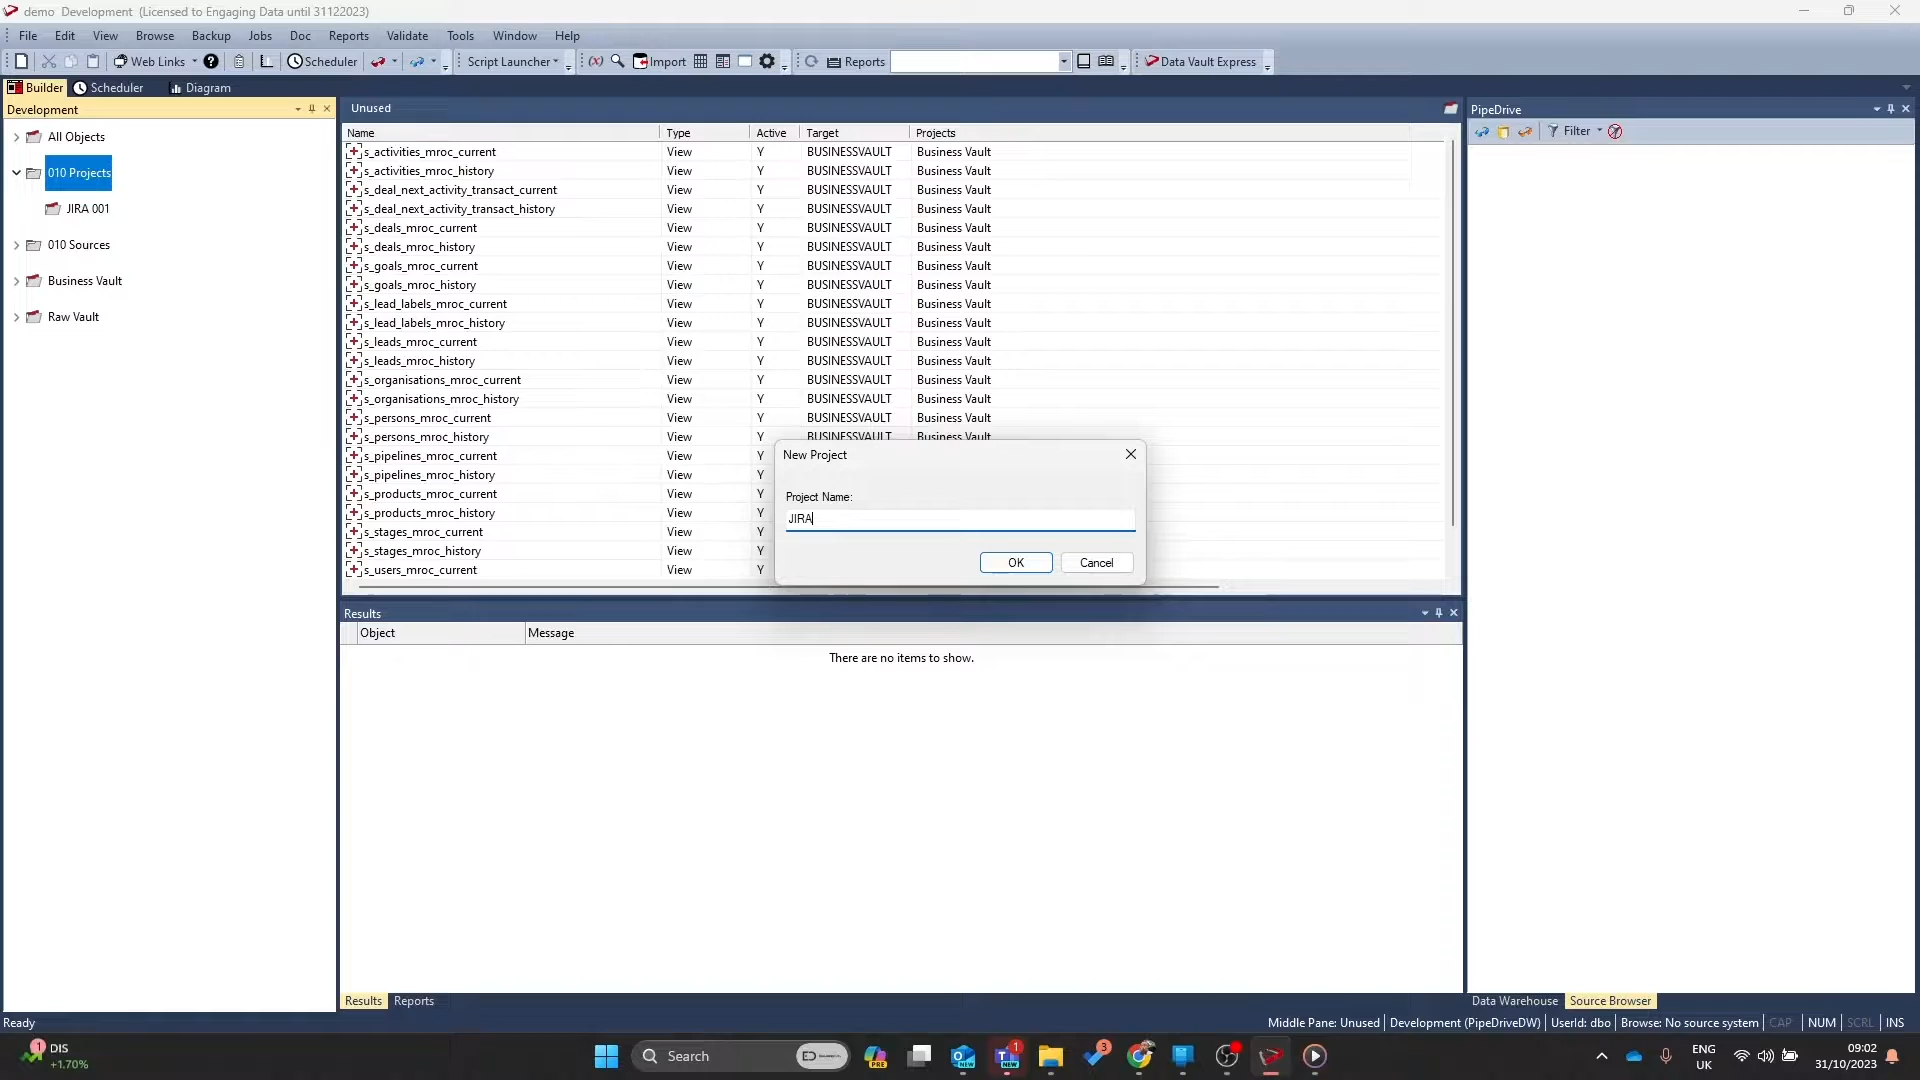 demo Development (Licensed to Engaging Data until 31122023)
File Edit View Browse Backup Jobs Doc Reports Validate Tools Window Help
Web Links Scheduler Script Launcher (x) Import Reports Data Vault Express
Builder Scheduler Diagram
Development
All Objects
010 Projects
JIRA 001
010 Sources
Business Vault
Raw Vault
Unused
Name Type Active Target Projects
s_activities_mroc_current View Y BUSINESSVAULT Business Vault
s_activities_mroc_history View Y BUSINESSVAULT Business Vault
s_deal_next_activity_transact_current View Y BUSINESSVAULT Business Vault
s_deal_next_activity_transact_history View Y BUSINESSVAULT Business Vault
s_deals_mroc_current View Y BUSINESSVAULT Business Vault
s_deals_mroc_history View Y BUSINESSVAULT Business Vault
s_goals_mroc_current View Y BUSINESSVAULT Business Vault
s_goals_mroc_history View Y BUSINESSVAULT Business Vault
s_lead_labels_mroc_current View Y BUSINESSVAULT Business Vault
s_lead_labels_mroc_history View Y BUSINESSVAULT Business Vault
s_leads_mroc_current View Y BUSINESSVAULT Business Vault
s_leads_mroc_history View Y BUSINESSVAULT Business Vault
s_organisations_mroc_current View Y BUSINESSVAULT Business Vault
s_organisations_mroc_history View Y BUSINESSVAULT Business Vault
s_persons_mroc_current View Y BUSINESSVAULT Business Vault
s_persons_mroc_history View Y BUSINESSVAULT Business Vault
s_pipelines_mroc_current View Y
s_pipelines_mroc_history View Y
s_products_mroc_current View Y
s_products_mroc_history View Y
s_stages_mroc_current View Y
s_stages_mroc_history View Y
s_users_mroc_current View Y
New Project
Project Name:
JIRA
OK Cancel
Results
Object Message
There are no items to show.
Results Reports
PipeDrive
Filter
Data Warehouse Source Browser
Ready
Middle Pane: Unused Development (PipeDriveDW) UserId: dbo Browse: No source system CAP NUM SCRL INS
1 DIS
+1.70%
Search
PRE
NEW
1
NEW
3
ENG
UK
09:02
31/10/2023